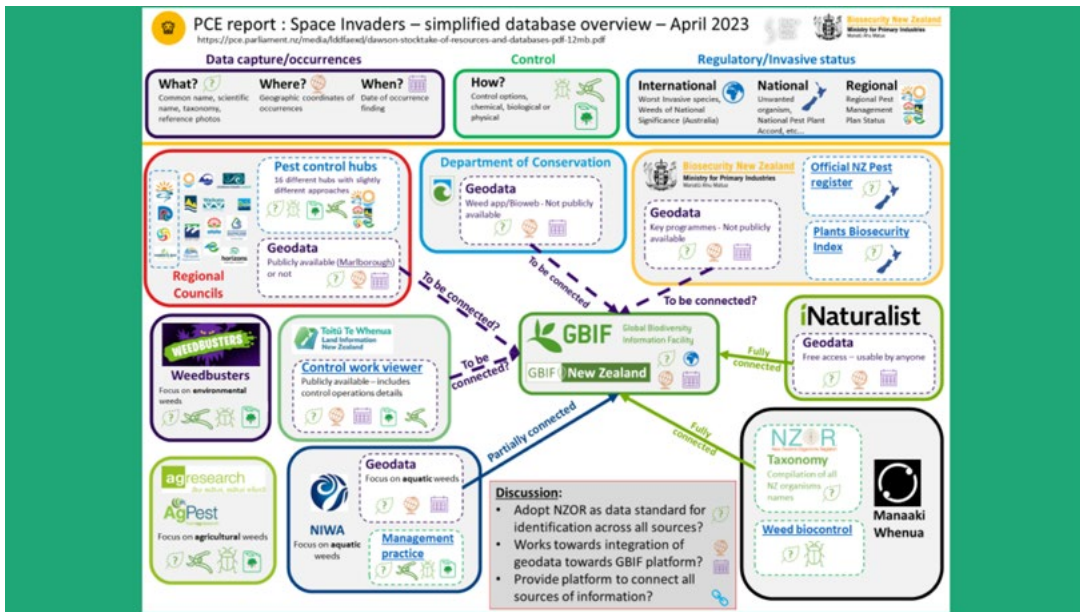 PCE report : Space Invaders – simplified database overview – April 2023
https://pce.parliament.nz/media/lddfaexd/dawson-stocktake-of-resources-and-databases-pdf-12mb.pdf
Biosecurity New Zealand
Ministry for Primary Industries
Manatū Ahu Matua
Data capture/occurrences
What?
Common name, scientific
name, taxonomy,
reference photos
Where?
Geographic coordinates of
occurrences
When?
Date of occurrence
finding
Control
How?
Control options,
chemical, biological or
physical
Regulatory/Invasive status
International
Worst Invasive species,
Weeds of National
Significance (Australia)
National
Unwanted
organism,
National Pest Plant
Accord, etc...
Regional
Regional Pest
Management
Plan Status
Pest control hubs
16 different hubs with slightly
different approaches
Geodata
Publicly available (Marlborough)
or not
horizons
Regional
Councils
Department of Conservation
Geodata
Weed app/Bioweb - Not publicly
available
Biosecurity New Zealand
Ministry for Primary Industries
Manatū Ahu Matua
Geodata
Key programmes - Not publicly
available
Official NZ Pest
register
Plants Biosecurity
Index
To be connected?
To be connected
To be connected?
WEEDBUSTERS
Weedbusters
Focus on environmental
weeds
Toitū Te Whenua
Land Information
New Zealand
Control work viewer
Publicly available – includes
control operations details
To be
connected?
GBIF
Global Biodiversity
Information Facility
GBIF New Zealand
Fully
connected
iNaturalist
Geodata
Free access – usable by anyone
agresearch
AgPest
Focus on agricultural weeds
NIWA
Focus on aquatic
weeds
Geodata
Focus on aquatic weeds
Management
practice
Partially connected
Fully
connected
Discussion:
• Adopt NZOR as data standard for
identification across all sources?
• Works towards integration of
geodata towards GBIF platform?
• Provide platform to connect all
sources of information?
NZOR
Taxonomy
Compilation of all
NZ organisms
names
Weed biocontrol
Manaaki
Whenua